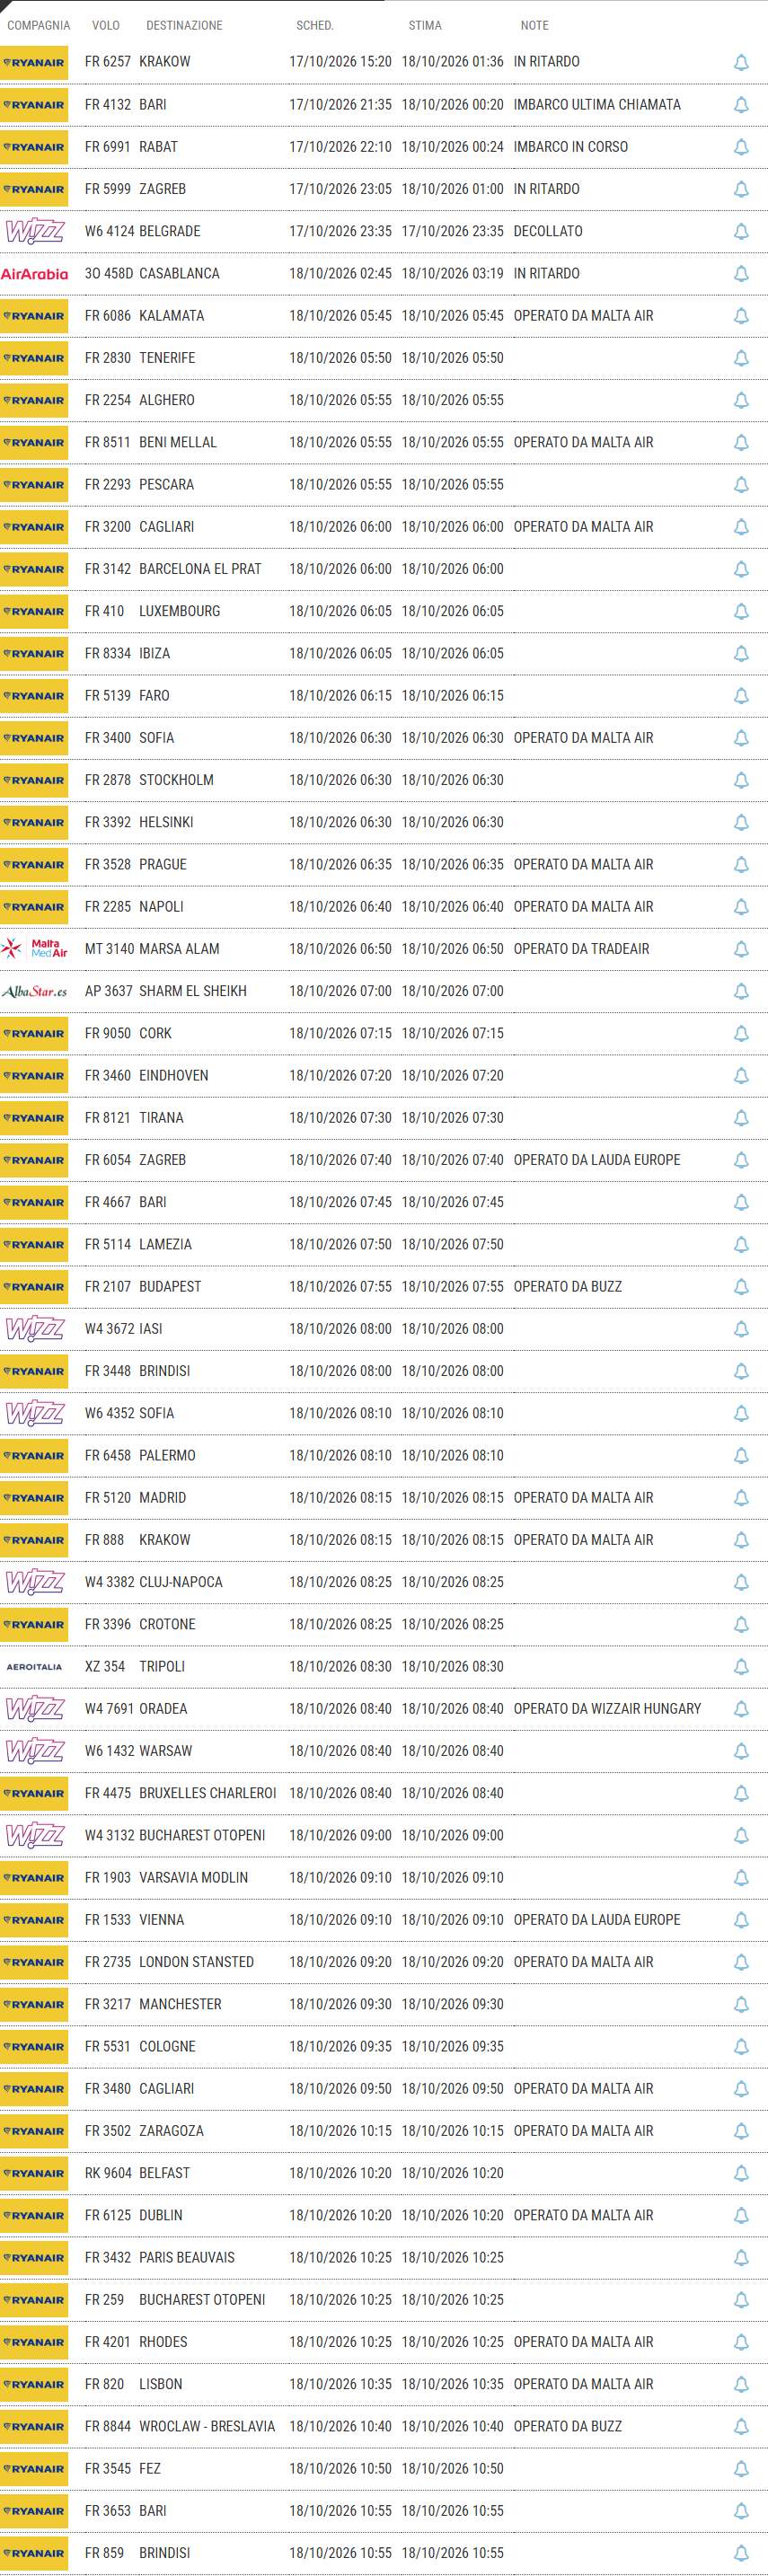 COMPAGNIA VOLO DESTINAZIONE SCHED. STIMA NOTE
RYANAIR FR 6257 KRAKOW 17/10/2026 15:20 18/10/2026 01:36 IN RITARDO
RYANAIR FR 4132 BARI 17/10/2026 21:35 18/10/2026 00:20 IMBARCO ULTIMA CHIAMATA
RYANAIR FR 6991 RABAT 17/10/2026 22:10 18/10/2026 00:24 IMBARCO IN CORSO
RYANAIR FR 5999 ZAGREB 17/10/2026 23:05 18/10/2026 01:00 IN RITARDO
WIZZ W6 4124 BELGRADE 17/10/2026 23:35 17/10/2026 23:35 DECOLLATO
AirArabia 3O 458D CASABLANCA 18/10/2026 02:45 18/10/2026 03:19 IN RITARDO
RYANAIR FR 6086 KALAMATA 18/10/2026 05:45 18/10/2026 05:45 OPERATO DA MALTA AIR
RYANAIR FR 2830 TENERIFE 18/10/2026 05:50 18/10/2026 05:50
RYANAIR FR 2254 ALGHERO 18/10/2026 05:55 18/10/2026 05:55
RYANAIR FR 8511 BENI MELLAL 18/10/2026 05:55 18/10/2026 05:55 OPERATO DA MALTA AIR
RYANAIR FR 2293 PESCARA 18/10/2026 05:55 18/10/2026 05:55
RYANAIR FR 3200 CAGLIARI 18/10/2026 06:00 18/10/2026 06:00 OPERATO DA MALTA AIR
RYANAIR FR 3142 BARCELONA EL PRAT 18/10/2026 06:00 18/10/2026 06:00
RYANAIR FR 410 LUXEMBOURG 18/10/2026 06:05 18/10/2026 06:05
RYANAIR FR 8334 IBIZA 18/10/2026 06:05 18/10/2026 06:05
RYANAIR FR 5139 FARO 18/10/2026 06:15 18/10/2026 06:15
RYANAIR FR 3400 SOFIA 18/10/2026 06:30 18/10/2026 06:30 OPERATO DA MALTA AIR
RYANAIR FR 2878 STOCKHOLM 18/10/2026 06:30 18/10/2026 06:30
RYANAIR FR 3392 HELSINKI 18/10/2026 06:30 18/10/2026 06:30
RYANAIR FR 3528 PRAGUE 18/10/2026 06:35 18/10/2026 06:35 OPERATO DA MALTA AIR
RYANAIR FR 2285 NAPOLI 18/10/2026 06:40 18/10/2026 06:40 OPERATO DA MALTA AIR
Malta MedAir MT 3140 MARSA ALAM 18/10/2026 06:50 18/10/2026 06:50 OPERATO DA TRADEAIR
AlbaStar.es AP 3637 SHARM EL SHEIKH 18/10/2026 07:00 18/10/2026 07:00
RYANAIR FR 9050 CORK 18/10/2026 07:15 18/10/2026 07:15
RYANAIR FR 3460 EINDHOVEN 18/10/2026 07:20 18/10/2026 07:20
RYANAIR FR 8121 TIRANA 18/10/2026 07:30 18/10/2026 07:30
RYANAIR FR 6054 ZAGREB 18/10/2026 07:40 18/10/2026 07:40 OPERATO DA LAUDA EUROPE
RYANAIR FR 4667 BARI 18/10/2026 07:45 18/10/2026 07:45
RYANAIR FR 5114 LAMEZIA 18/10/2026 07:50 18/10/2026 07:50
RYANAIR FR 2107 BUDAPEST 18/10/2026 07:55 18/10/2026 07:55 OPERATO DA BUZZ
WIZZ W4 3672 IASI 18/10/2026 08:00 18/10/2026 08:00
RYANAIR FR 3448 BRINDISI 18/10/2026 08:00 18/10/2026 08:00
WIZZ W6 4352 SOFIA 18/10/2026 08:10 18/10/2026 08:10
RYANAIR FR 6458 PALERMO 18/10/2026 08:10 18/10/2026 08:10
RYANAIR FR 5120 MADRID 18/10/2026 08:15 18/10/2026 08:15 OPERATO DA MALTA AIR
RYANAIR FR 888 KRAKOW 18/10/2026 08:15 18/10/2026 08:15 OPERATO DA MALTA AIR
WIZZ W4 3382 CLUJ-NAPOCA 18/10/2026 08:25 18/10/2026 08:25
RYANAIR FR 3396 CROTONE 18/10/2026 08:25 18/10/2026 08:25
AEROITALIA XZ 354 TRIPOLI 18/10/2026 08:30 18/10/2026 08:30
WIZZ W4 7691 ORADEA 18/10/2026 08:40 18/10/2026 08:40 OPERATO DA WIZZAIR HUNGARY
WIZZ W6 1432 WARSAW 18/10/2026 08:40 18/10/2026 08:40
RYANAIR FR 4475 BRUXELLES CHARLEROI 18/10/2026 08:40 18/10/2026 08:40
WIZZ W4 3132 BUCHAREST OTOPENI 18/10/2026 09:00 18/10/2026 09:00
RYANAIR FR 1903 VARSAVIA MODLIN 18/10/2026 09:10 18/10/2026 09:10
RYANAIR FR 1533 VIENNA 18/10/2026 09:10 18/10/2026 09:10 OPERATO DA LAUDA EUROPE
RYANAIR FR 2735 LONDON STANSTED 18/10/2026 09:20 18/10/2026 09:20 OPERATO DA MALTA AIR
RYANAIR FR 3217 MANCHESTER 18/10/2026 09:30 18/10/2026 09:30
RYANAIR FR 5531 COLOGNE 18/10/2026 09:35 18/10/2026 09:35
RYANAIR FR 3480 CAGLIARI 18/10/2026 09:50 18/10/2026 09:50 OPERATO DA MALTA AIR
RYANAIR FR 3502 ZARAGOZA 18/10/2026 10:15 18/10/2026 10:15 OPERATO DA MALTA AIR
RYANAIR RK 9604 BELFAST 18/10/2026 10:20 18/10/2026 10:20
RYANAIR FR 6125 DUBLIN 18/10/2026 10:20 18/10/2026 10:20 OPERATO DA MALTA AIR
RYANAIR FR 3432 PARIS BEAUVAIS 18/10/2026 10:25 18/10/2026 10:25
RYANAIR FR 259 BUCHAREST OTOPENI 18/10/2026 10:25 18/10/2026 10:25
RYANAIR FR 4201 RHODES 18/10/2026 10:25 18/10/2026 10:25 OPERATO DA MALTA AIR
RYANAIR FR 820 LISBON 18/10/2026 10:35 18/10/2026 10:35 OPERATO DA MALTA AIR
RYANAIR FR 8844 WROCLAW - BRESLAVIA 18/10/2026 10:40 18/10/2026 10:40 OPERATO DA BUZZ
RYANAIR FR 3545 FEZ 18/10/2026 10:50 18/10/2026 10:50
RYANAIR FR 3653 BARI 18/10/2026 10:55 18/10/2026 10:55
RYANAIR FR 859 BRINDISI 18/10/2026 10:55 18/10/2026 10:55